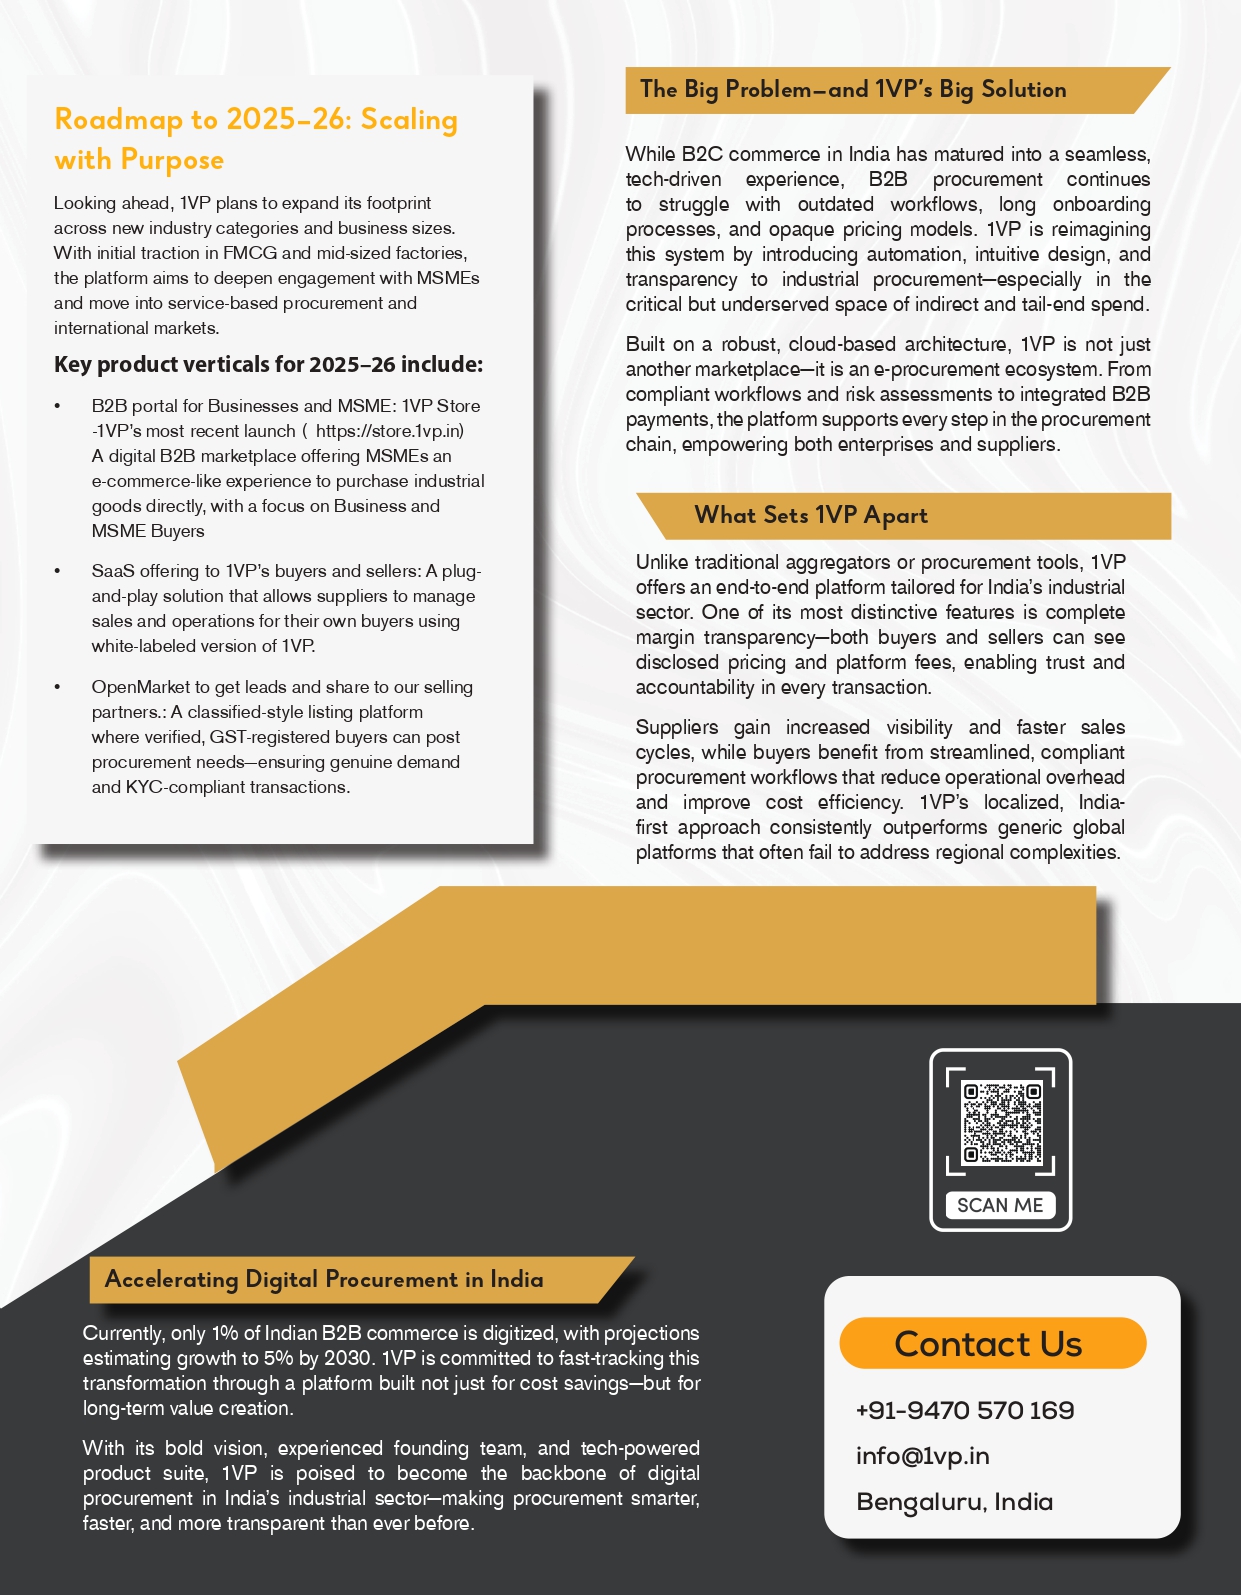 Roadmap to 2025–26: Scaling
with Purpose
Looking ahead, 1VP plans to expand its footprint
across new industry categories and business sizes.
With initial traction in FMCG and mid-sized factories,
the platform aims to deepen engagement with MSMEs
and move into service-based procurement and
international markets.
Key product verticals for 2025–26 include:
• B2B portal for Businesses and MSME: 1VP Store
-1VP's most recent launch ( https://store.1vp.in)
A digital B2B marketplace offering MSMEs an
e-commerce-like experience to purchase industrial
goods directly, with a focus on Business and
MSME Buyers
• SaaS offering to 1VP's buyers and sellers: A plug-
and-play solution that allows suppliers to manage
sales and operations for their own buyers using
white-labeled version of 1VP.
• OpenMarket to get leads and share to our selling
partners.: A classified-style listing platform
where verified, GST-registered buyers can post
procurement needs—ensuring genuine demand
and KYC-compliant transactions.
The Big Problem—and 1VP's Big Solution
While B2C commerce in India has matured into a seamless,
tech-driven experience, B2B procurement continues
to struggle with outdated workflows, long onboarding
processes, and opaque pricing models. 1VP is reimagining
this system by introducing automation, intuitive design, and
transparency to industrial procurement—especially in the
critical but underserved space of indirect and tail-end spend.
Built on a robust, cloud-based architecture, 1VP is not just
another marketplace—it is an e-procurement ecosystem. From
compliant workflows and risk assessments to integrated B2B
payments, the platform supports every step in the procurement
chain, empowering both enterprises and suppliers.
What Sets 1VP Apart
Unlike traditional aggregators or procurement tools, 1VP
offers an end-to-end platform tailored for India's industrial
sector. One of its most distinctive features is complete
margin transparency—both buyers and sellers can see
disclosed pricing and platform fees, enabling trust and
accountability in every transaction.
Suppliers gain increased visibility and faster sales
cycles, while buyers benefit from streamlined, compliant
procurement workflows that reduce operational overhead
and improve cost efficiency. 1VP's localized, India-
first approach consistently outperforms generic global
platforms that often fail to address regional complexities.
SCAN ME
Accelerating Digital Procurement in India
Currently, only 1% of Indian B2B commerce is digitized, with projections
estimating growth to 5% by 2030. 1VP is committed to fast-tracking this
transformation through a platform built not just for cost savings—but for
long-term value creation.
With its bold vision, experienced founding team, and tech-powered
product suite, 1VP is poised to become the backbone of digital
procurement in India's industrial sector—making procurement smarter,
faster, and more transparent than ever before.
Contact Us
+91-9470 570 169
info@1vp.in
Bengaluru, India